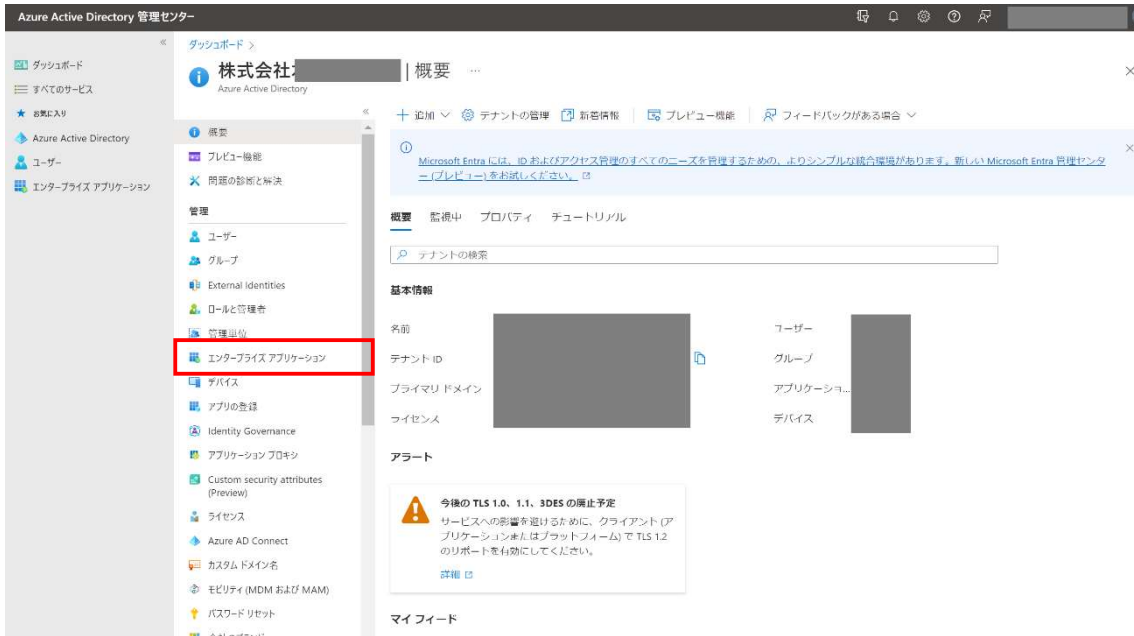 Azure Active Directory 管理センター
ダッシュボード
すべてのサービス
お気に入り
Azure Active Directory
ユーザー
エンタープライズ アプリケーション
ダッシュボード >
株式会社
| 概要 …
Azure Active Directory
概要
プレビュー機能
問題の診断と解決
管理
ユーザー
グループ
External Identities
ロールと管理者
管理単位
エンタープライズ アプリケーション
デバイス
アプリの登録
Identity Governance
アプリケーション プロキシ
Custom security attributes
(Preview)
ライセンス
Azure AD Connect
カスタム ドメイン名
モビリティ (MDM および MAM)
パスワード リセット
追加
テナントの管理
新着情報
プレビュー機能
フィードバックがある場合
Microsoft Entra には、ID およびアクセス管理のすべてのニーズを管理するための、よりシンプルな統合環境があります。新しい Microsoft Entra 管理センタ
ー (プレビュー) をお試しください。
概要 監視中 プロパティ チュートリアル
テナントの検索
基本情報
名前
テナント ID
プライマリ ドメイン
ライセンス
ユーザー
グループ
アプリケーショ...
デバイス
アラート
今後の TLS 1.0、1.1、3DES の廃止予定
サービスへの影響を避けるために、クライアント (ア
プリケーションまたはプラットフォーム) で TLS 1.2
のサポートを有効にしてください。
詳細
マイ フィード